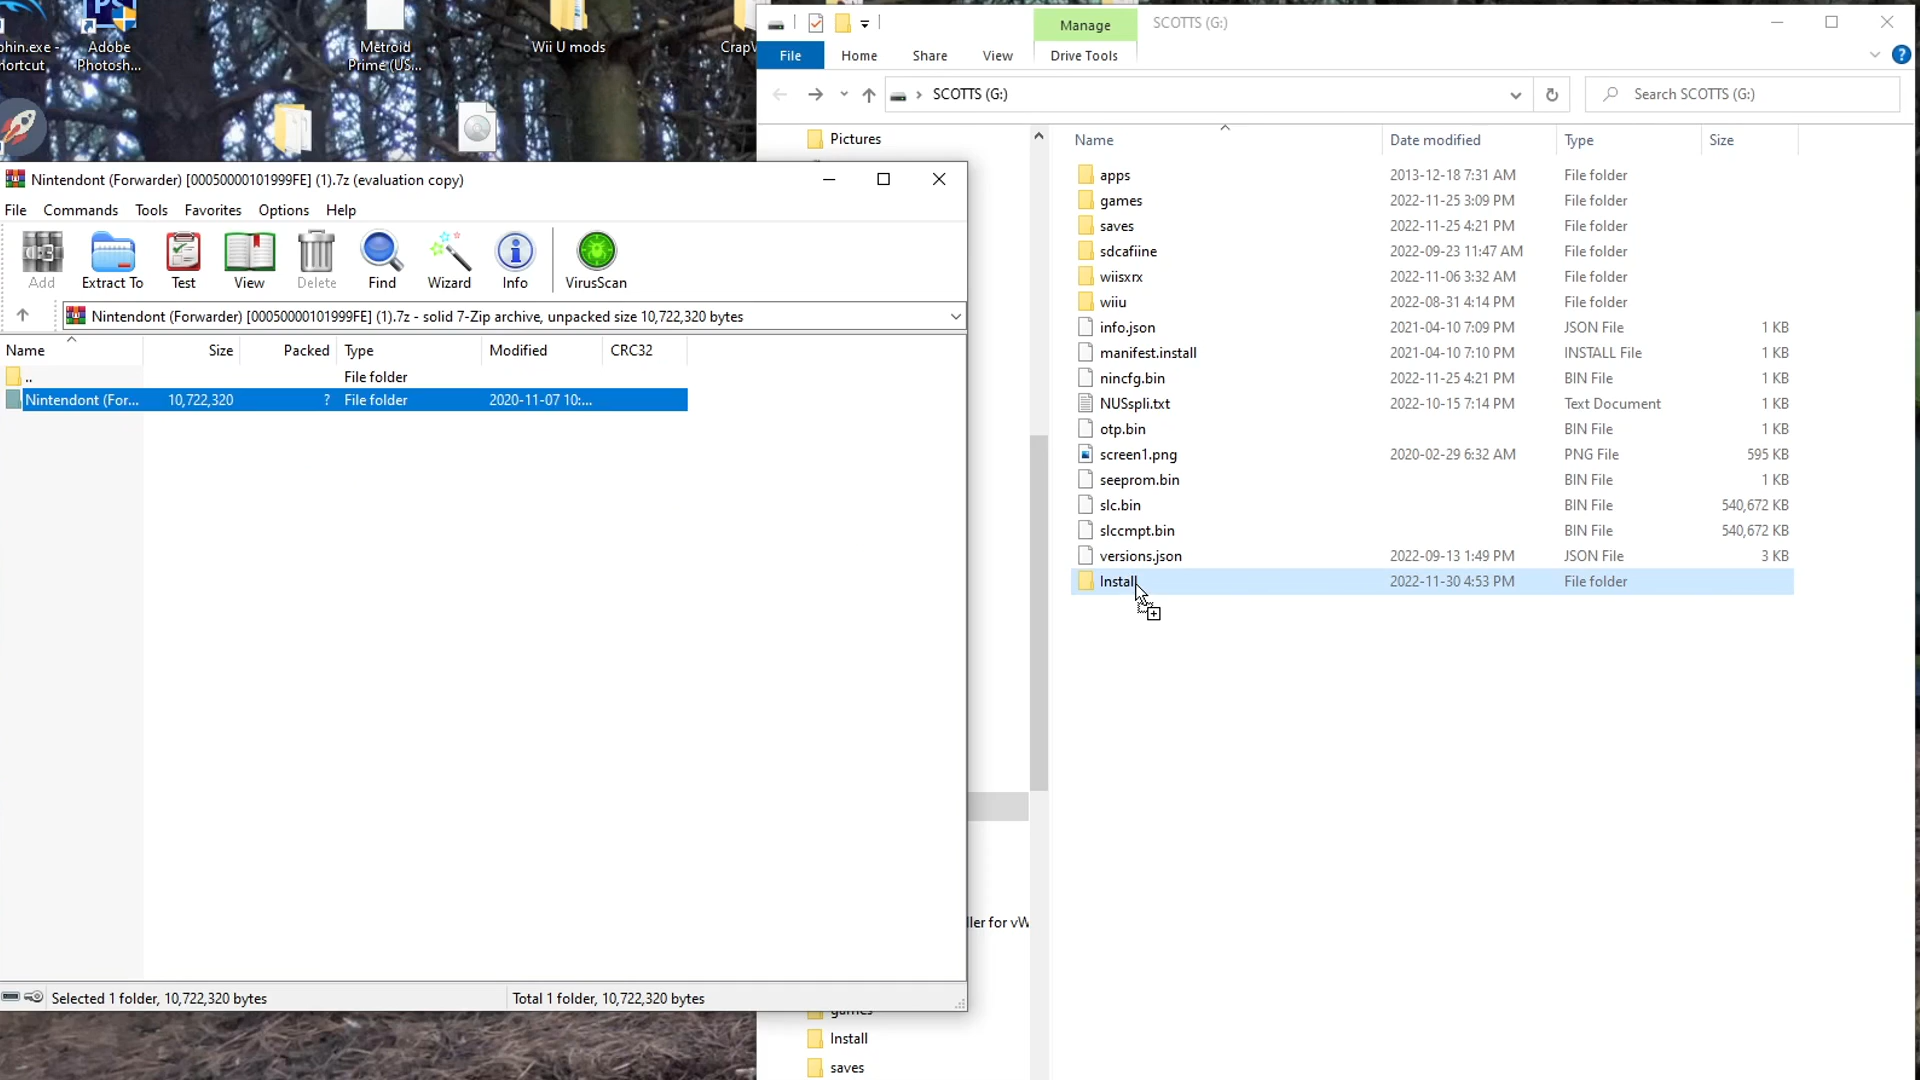 phin.exe -
hortcut
Adobe
Photosh...
Metroid
Prime (US...
Wii U mods
Manage
SCOTTS (G:)
File
Home
Share
View
Drive Tools
SCOTTS (G:)
Search SCOTTS (G:)
Pictures
Name
Date modified
Type
Size
apps 2013-12-18 7:31 AM File folder
games 2022-11-25 3:09 PM File folder
saves 2022-11-25 4:21 PM File folder
sdcafiine 2022-09-23 11:47 AM File folder
wiisxrx 2022-11-06 3:32 AM File folder
wiiu 2022-08-31 4:14 PM File folder
info.json 2021-04-10 7:09 PM JSON File 1 KB
manifest.install 2021-04-10 7:10 PM INSTALL File 1 KB
nincfg.bin 2022-11-25 4:21 PM BIN File 1 KB
NUSspli.txt 2022-10-15 7:14 PM Text Document 1 KB
otp.bin BIN File 1 KB
screen1.png 2020-02-29 6:32 AM PNG File 595 KB
seeprom.bin BIN File 1 KB
slc.bin BIN File 540,672 KB
slccmpt.bin BIN File 540,672 KB
versions.json 2022-09-13 1:49 PM JSON File 3 KB
Install 2022-11-30 4:53 PM File folder
Nintendont (Forwarder) [00050000101999FE] (1).7z (evaluation copy)
File Commands Tools Favorites Options Help
Add Extract To Test View Delete Find Wizard Info VirusScan
Nintendont (Forwarder) [00050000101999FE] (1).7z - solid 7-Zip archive, unpacked size 10,722,320 bytes
Name Size Packed Type Modified CRC32
.. File folder
Nintendont (For... 10,722,320 ? File folder 2020-11-07 10:...
Selected 1 folder, 10,722,320 bytes
Total 1 folder, 10,722,320 bytes
ller for vW
games
Install
saves